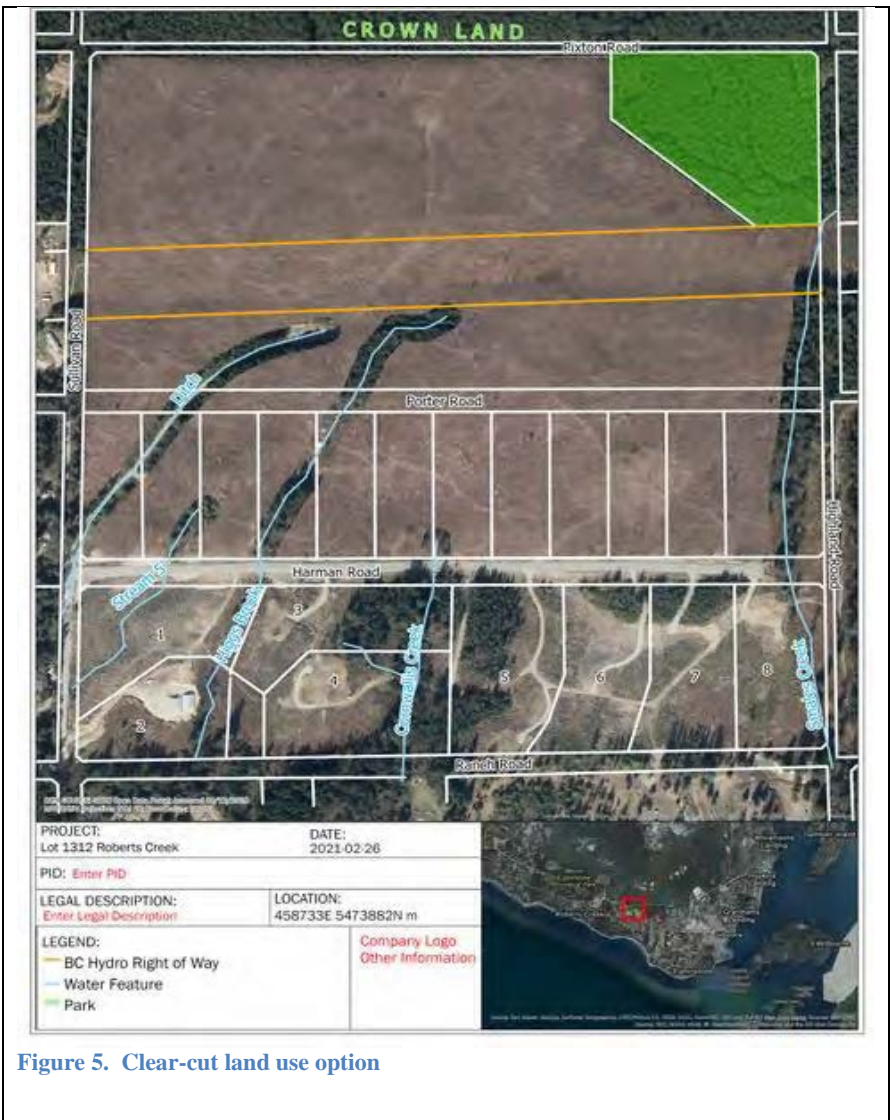 CROWN LAND
Pixton Road
Sullivan Road
Ditch
Porter Road
Highland Road
Harman Road
Stream 5
Higgs Brook
Cornwallis Creek
1
2
3
4
5
6
7
8
Ranch Road
PROJECT:
Lot 1312 Roberts Creek
DATE:
2021-02-26
PID: Enter PID
LEGAL DESCRIPTION:
Enter Legal Description
LOCATION:
458733E 5473882N m
LEGEND:
BC Hydro Right of Way
Water Feature
Park
Company Logo
Other Information
Figure 5. Clear-cut land use option